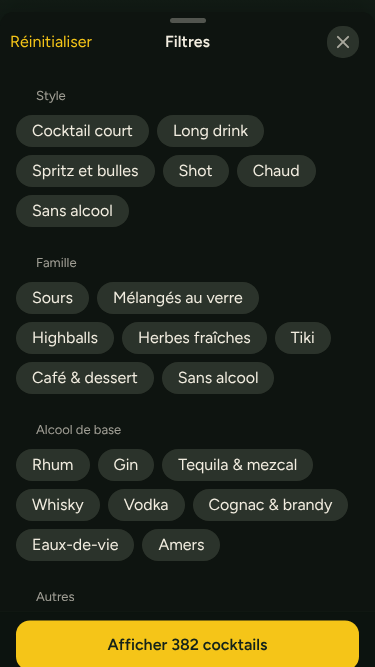 Réinitialiser Filtres
Style
Cocktail court Long drink
Spritz et bulles Shot Chaud
Sans alcool
Famille
Sours Mélangés au verre
Highballs Herbes fraîches Tiki
Café & dessert Sans alcool
Alcool de base
Rhum Gin Tequila & mezcal
Whisky Vodka Cognac & brandy
Eaux-de-vie Amers
Autres
Afficher 382 cocktails